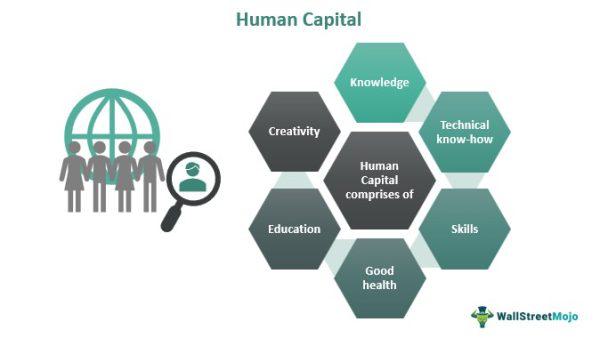 Human Capital
Knowledge
Technical
know-how
Skills
Good
health
Education
Creativity
Human
Capital
comprises of
WallStreetMojo